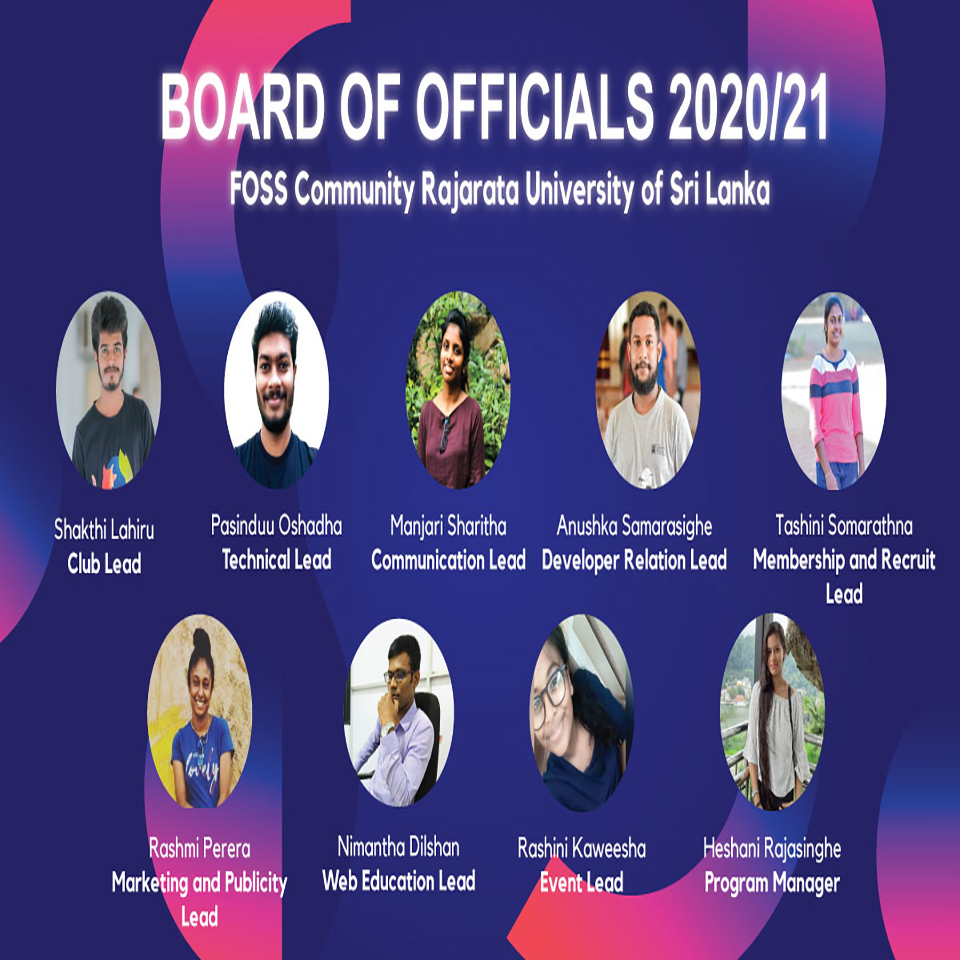 BOARD OF OFFICIALS 2020/21
FOSS Community Rajarata University of Sri Lanka
Shakthi Lahiru
Club Lead
Pasinduu Oshadha
Technical Lead
Manjari Sharitha
Communication Lead
Anushka Samarasighe
Developer Relation Lead
Tashini Somarathna
Membership and Recruit
Lead
Rashmi Perera
Marketing and Publicity
Lead
Nimantha Dilshan
Web Education Lead
Rashini Kaweesha
Event Lead
Heshani Rajasinghe
Program Manager